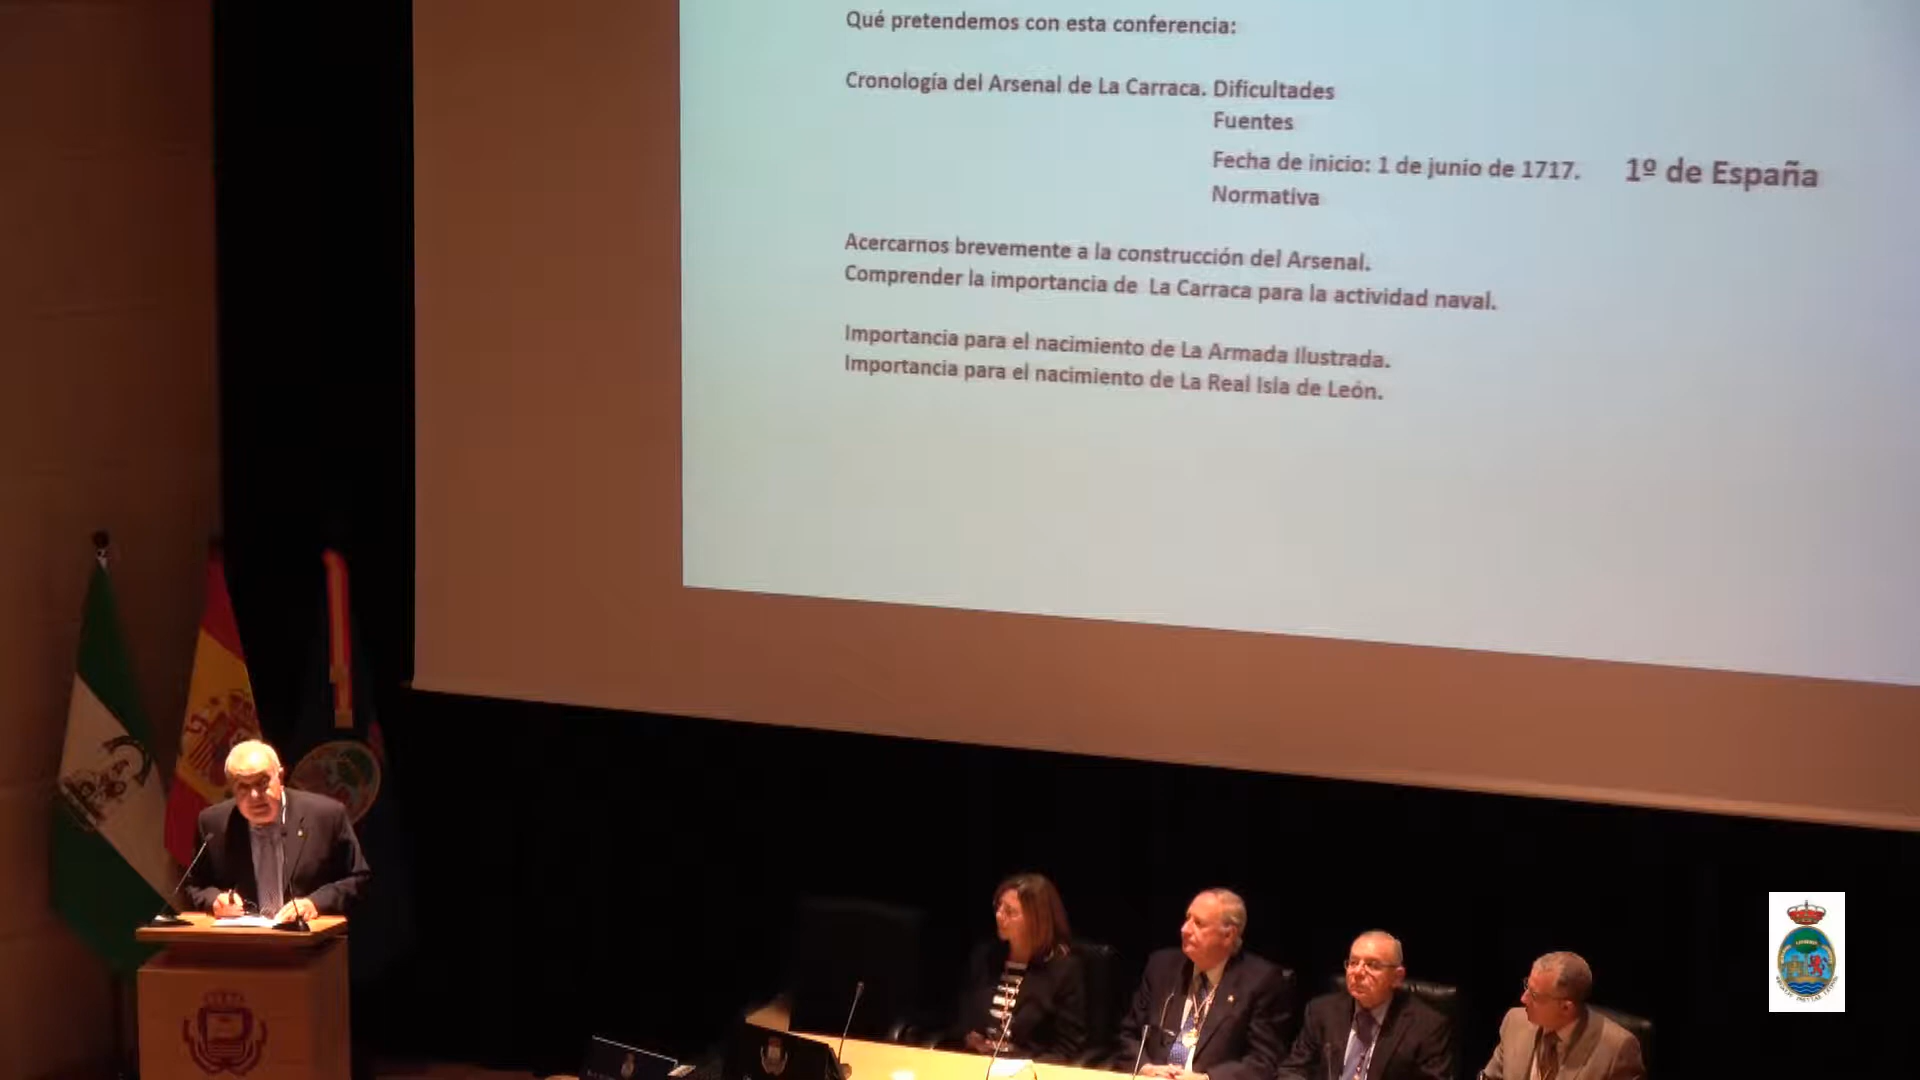 Qué pretendemos con esta conferencia:
Cronología del Arsenal de La Carraca. Dificultades
Fuentes
Fecha de inicio: 1 de junio de 1717. 1º de España
Normativa
Acercarnos brevemente a la construcción del Arsenal.
Comprender la importancia de La Carraca para la actividad naval.
Importancia para el nacimiento de La Armada Ilustrada.
Importancia para el nacimiento de La Real Isla de León.